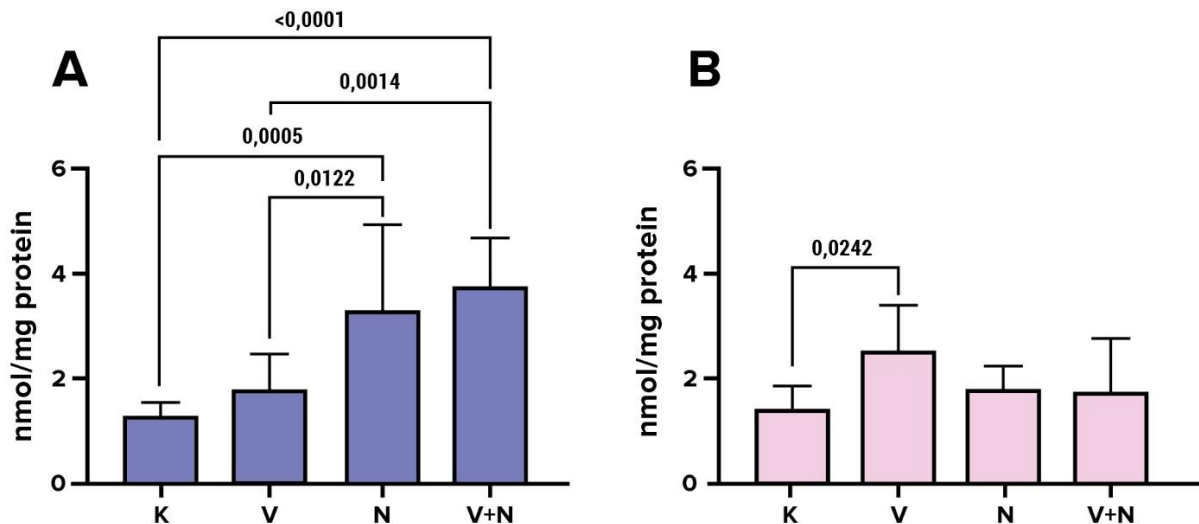 A
<0,0001
0,0014
0,0005
0,0122
nmol/mg protein
6
4
2
0
K V N V+N
B
0,0242
nmol/mg protein
6
4
2
0
K V N V+N